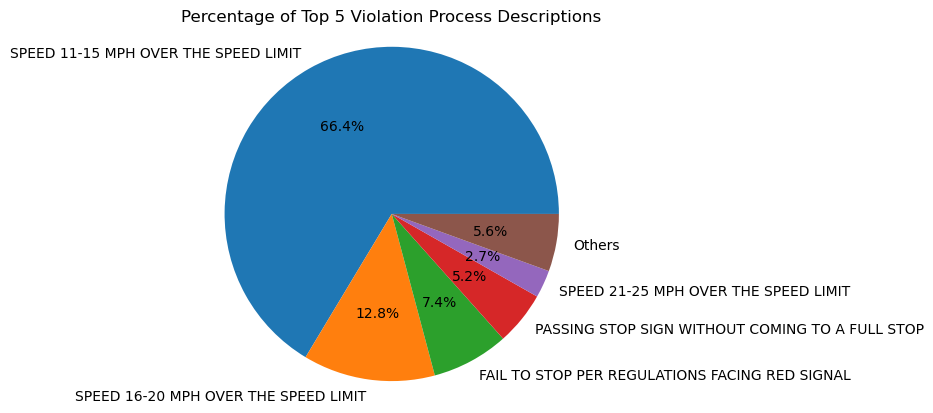 Percentage of Top 5 Violation Process Descriptions
SPEED 11-15 MPH OVER THE SPEED LIMIT
66.4%
5.6%
Others
2.7%
5.2%
SPEED 21-25 MPH OVER THE SPEED LIMIT
7.4%
12.8%
PASSING STOP SIGN WITHOUT COMING TO A FULL STOP
FAIL TO STOP PER REGULATIONS FACING RED SIGNAL
SPEED 16-20 MPH OVER THE SPEED LIMIT